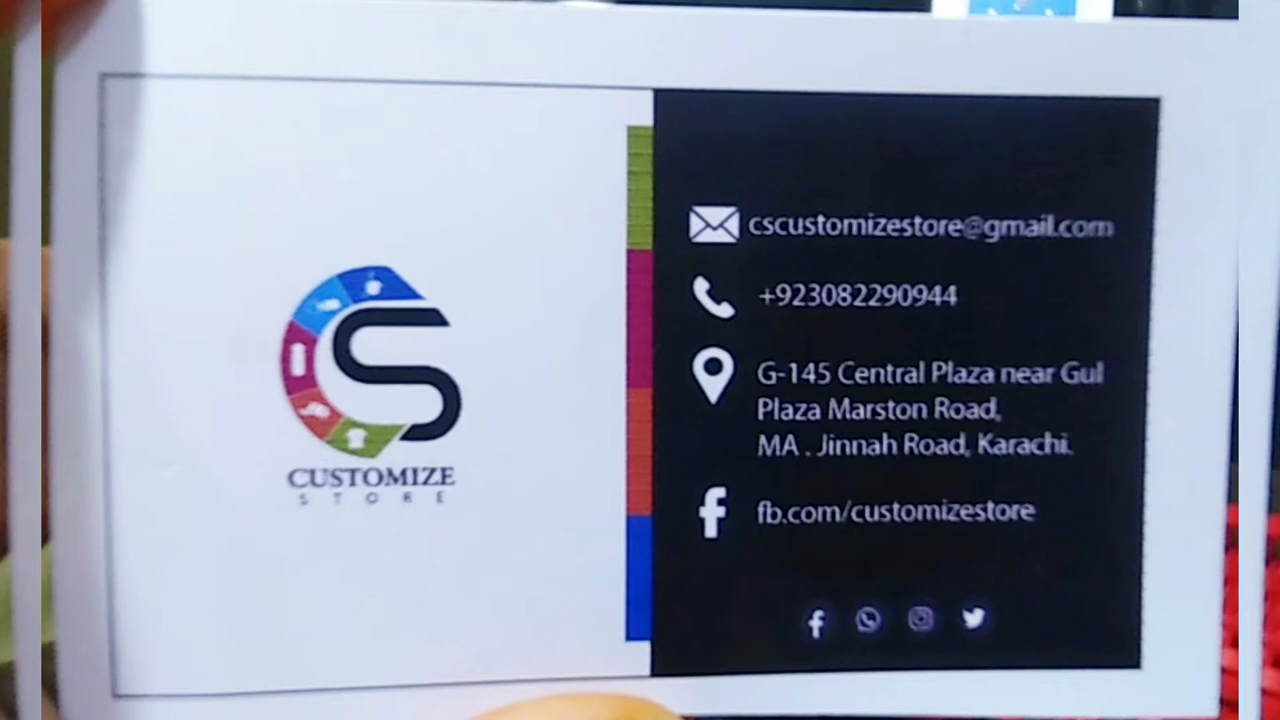 CUSTOMIZE
STORE
cscustomizestore@gmail.com
+923082290944
G-145 Central Plaza near Gul
Plaza Marston Road,
MA . Jinnah Road, Karachi.
fb.com/customizestore